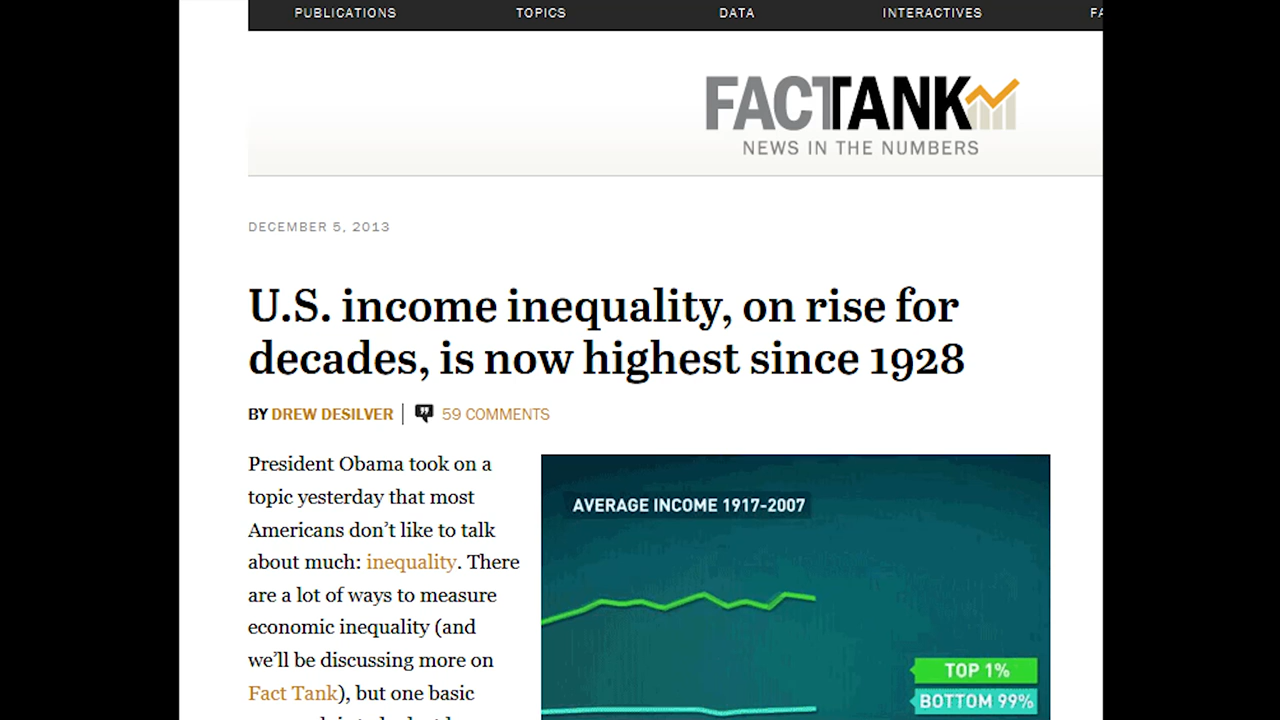 PUBLICATIONS TOPICS DATA INTERACTIVES
FACTTANK
NEWS IN THE NUMBERS
DECEMBER 5, 2013
U.S. income inequality, on rise for
decades, is now highest since 1928
BY DREW DESILVER 59 COMMENTS
President Obama took on a
topic yesterday that most
Americans don’t like to talk
about much: inequality. There
are a lot of ways to measure
economic inequality (and
we’ll be discussing more on
Fact Tank), but one basic
AVERAGE INCOME 1917-2007
TOP 1%
BOTTOM 99%